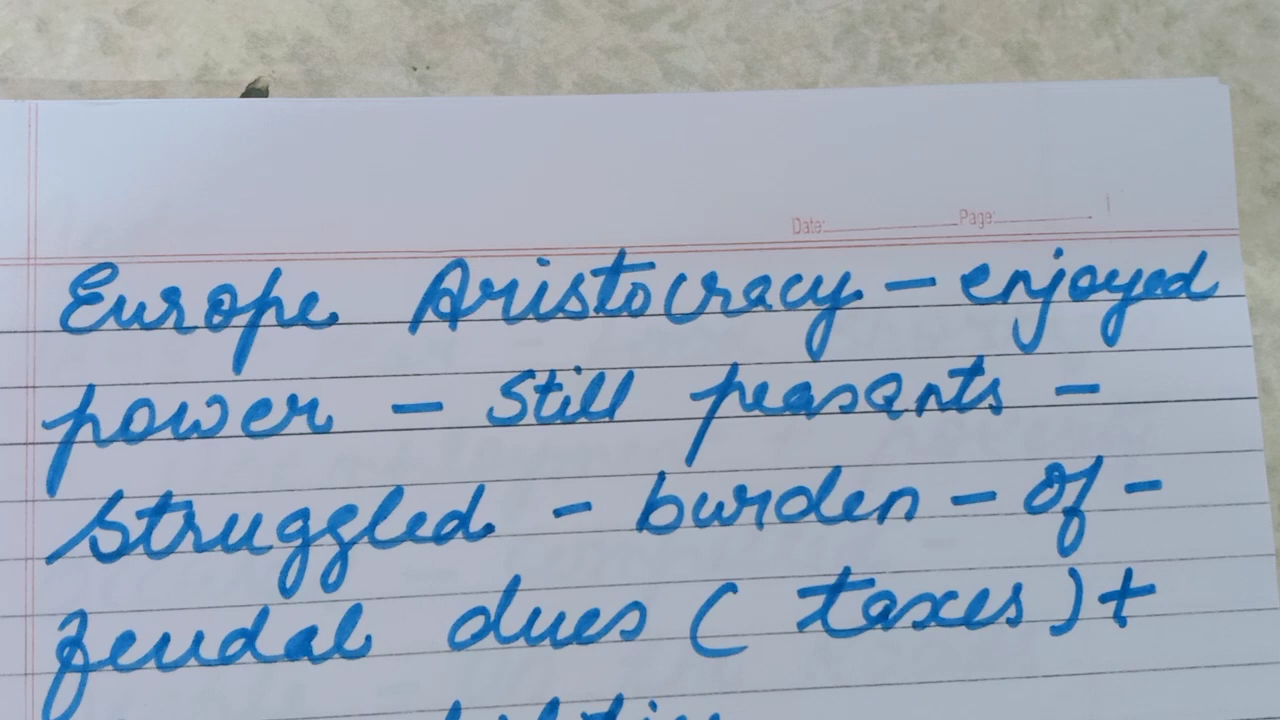 Date: Page:
Europe Aristocracy - enjoyed
power - Still peasants -
Struggled - burden - of -
feudal dues ( taxes ) +